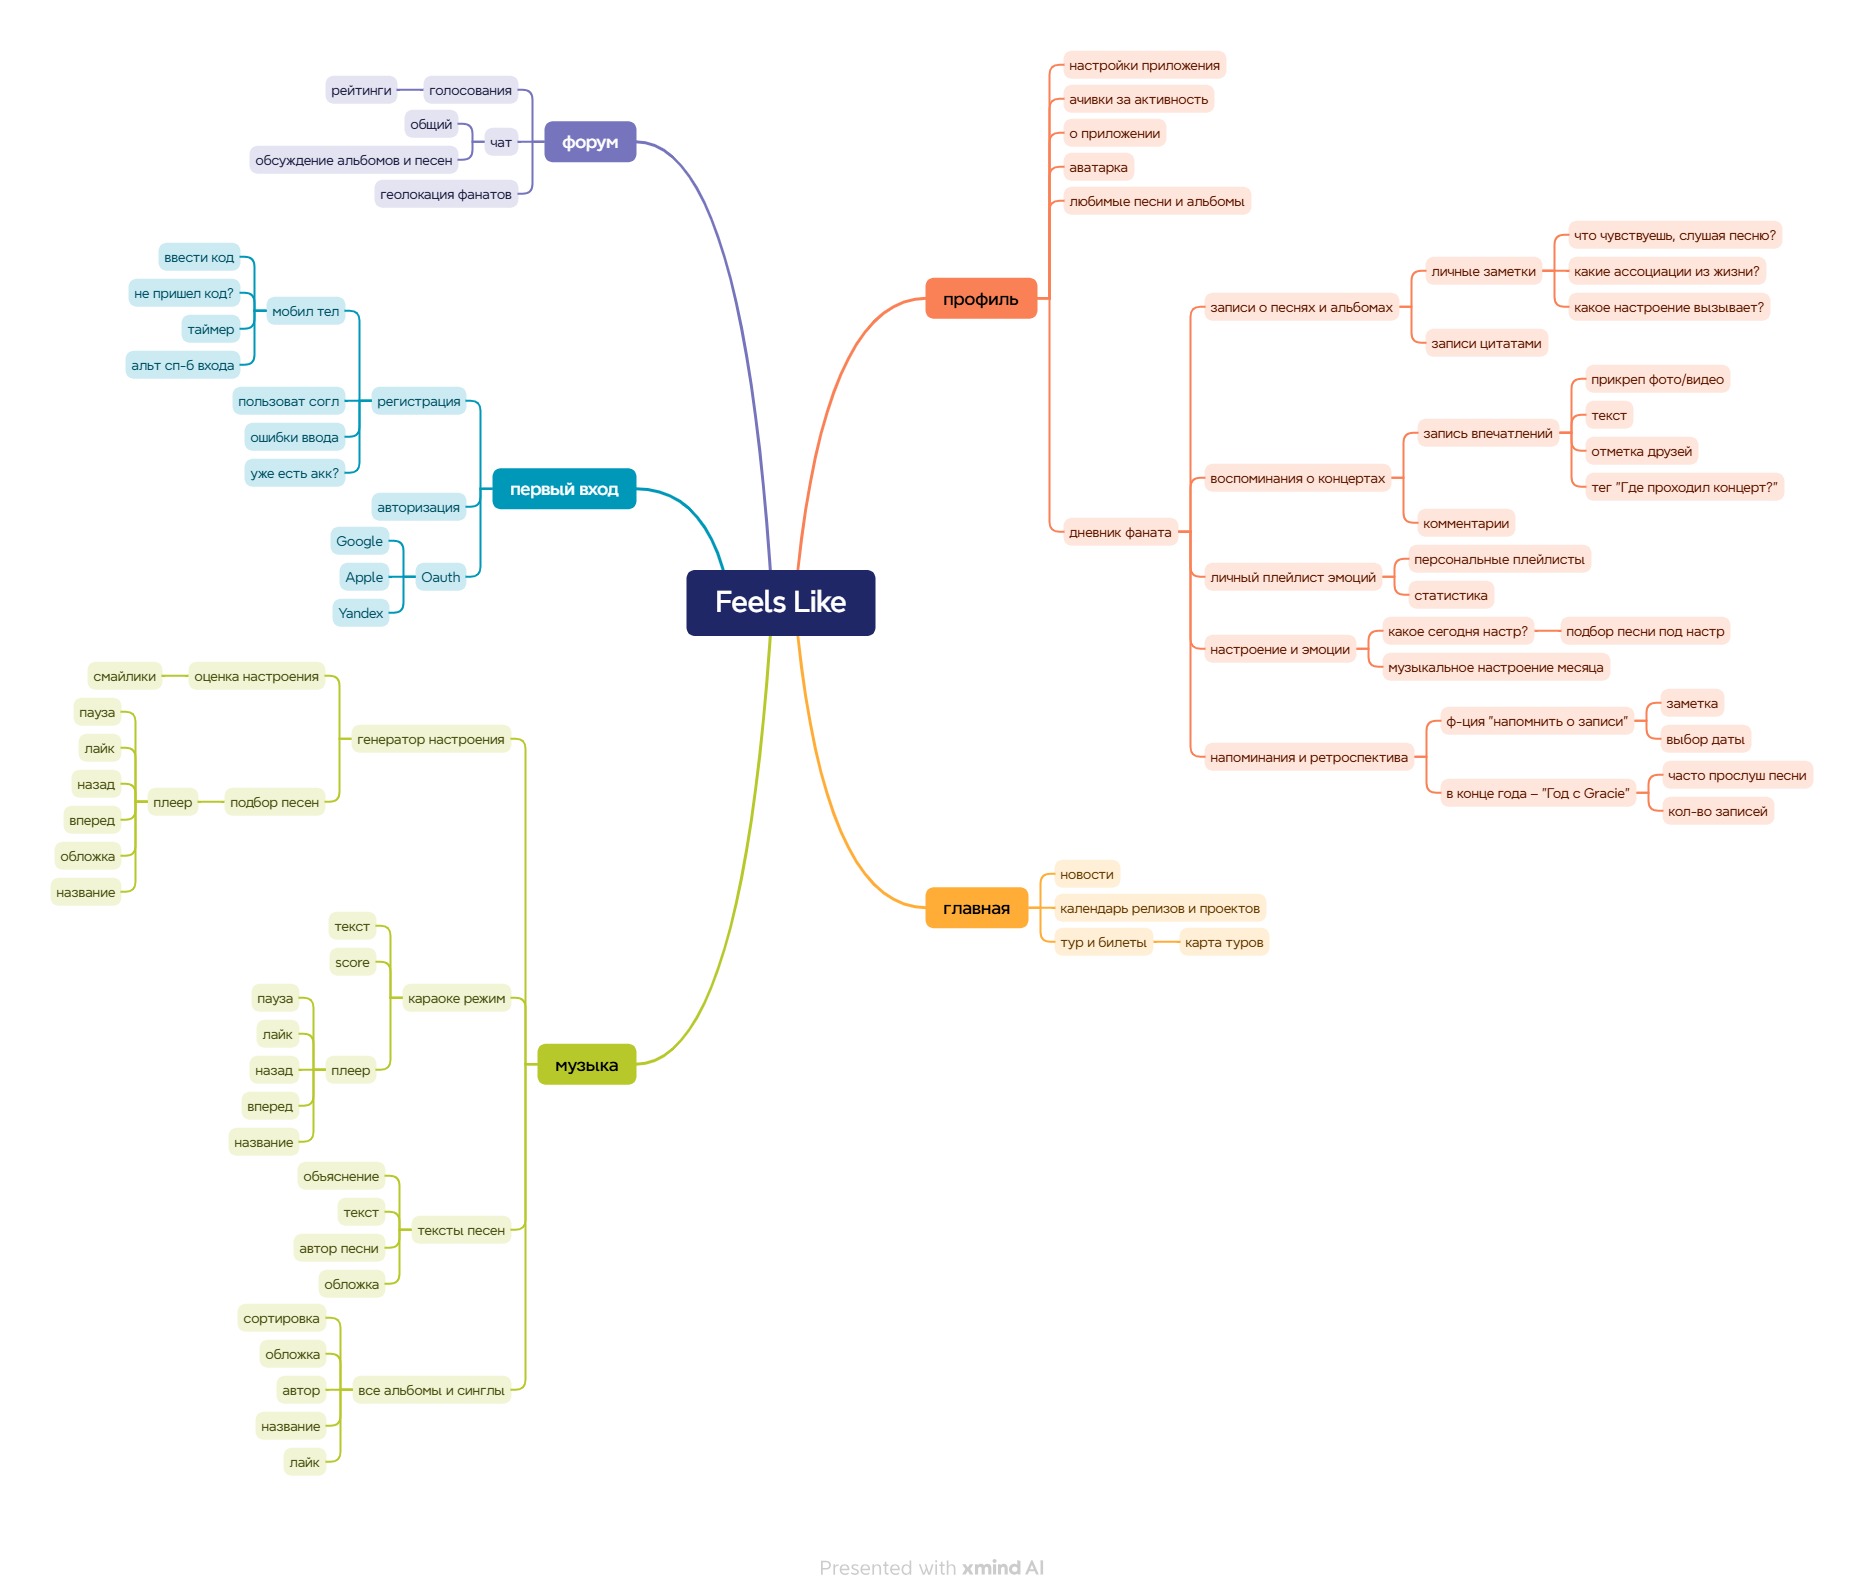 Feels Like
форум
голосования
рейтинги
чат
общий
обсуждение альбомов и песен
геолокация фанатов
первый вход
регистрация
мобил тел
ввести код
не пришел код?
таймер
альт сп-б входа
пользоват согл
ошибки ввода
уже есть акк?
авторизация
Oauth
Google
Apple
Yandex
музыка
генератор настроения
оценка настроения
смайлики
подбор песен
плеер
пауза
лайк
назад
вперед
обложка
название
караоке режим
текст
score
плеер
пауза
лайк
назад
вперед
название
тексты песен
объяснение
текст
автор песни
обложка
все альбомы и синглы
сортировка
обложка
автор
название
лайк
профиль
настройки приложения
ачивки за активность
о приложении
аватарка
любимые песни и альбомы
дневник фаната
записи о песнях и альбомах
личные заметки
что чувствуешь, слушая песню?
какие ассоциации из жизни?
какое настроение вызывает?
записи цитатами
воспоминания о концертах
запись впечатлений
прикреп фото/видео
текст
отметка друзей
тег "Где проходил концерт?"
комментарии
личный плейлист эмоций
персональные плейлисты
статистика
настроение и эмоции
какое сегодня настр?
подбор песни под настр
музыкальное настроение месяца
напоминания и ретроспектива
ф-ция "напомнить о записи"
заметка
выбор даты
в конце года – "Год с Gracie"
часто прослуш песни
кол-во записей
главная
новости
календарь релизов и проектов
тур и билеты
карта туров
Presented with xmind AI